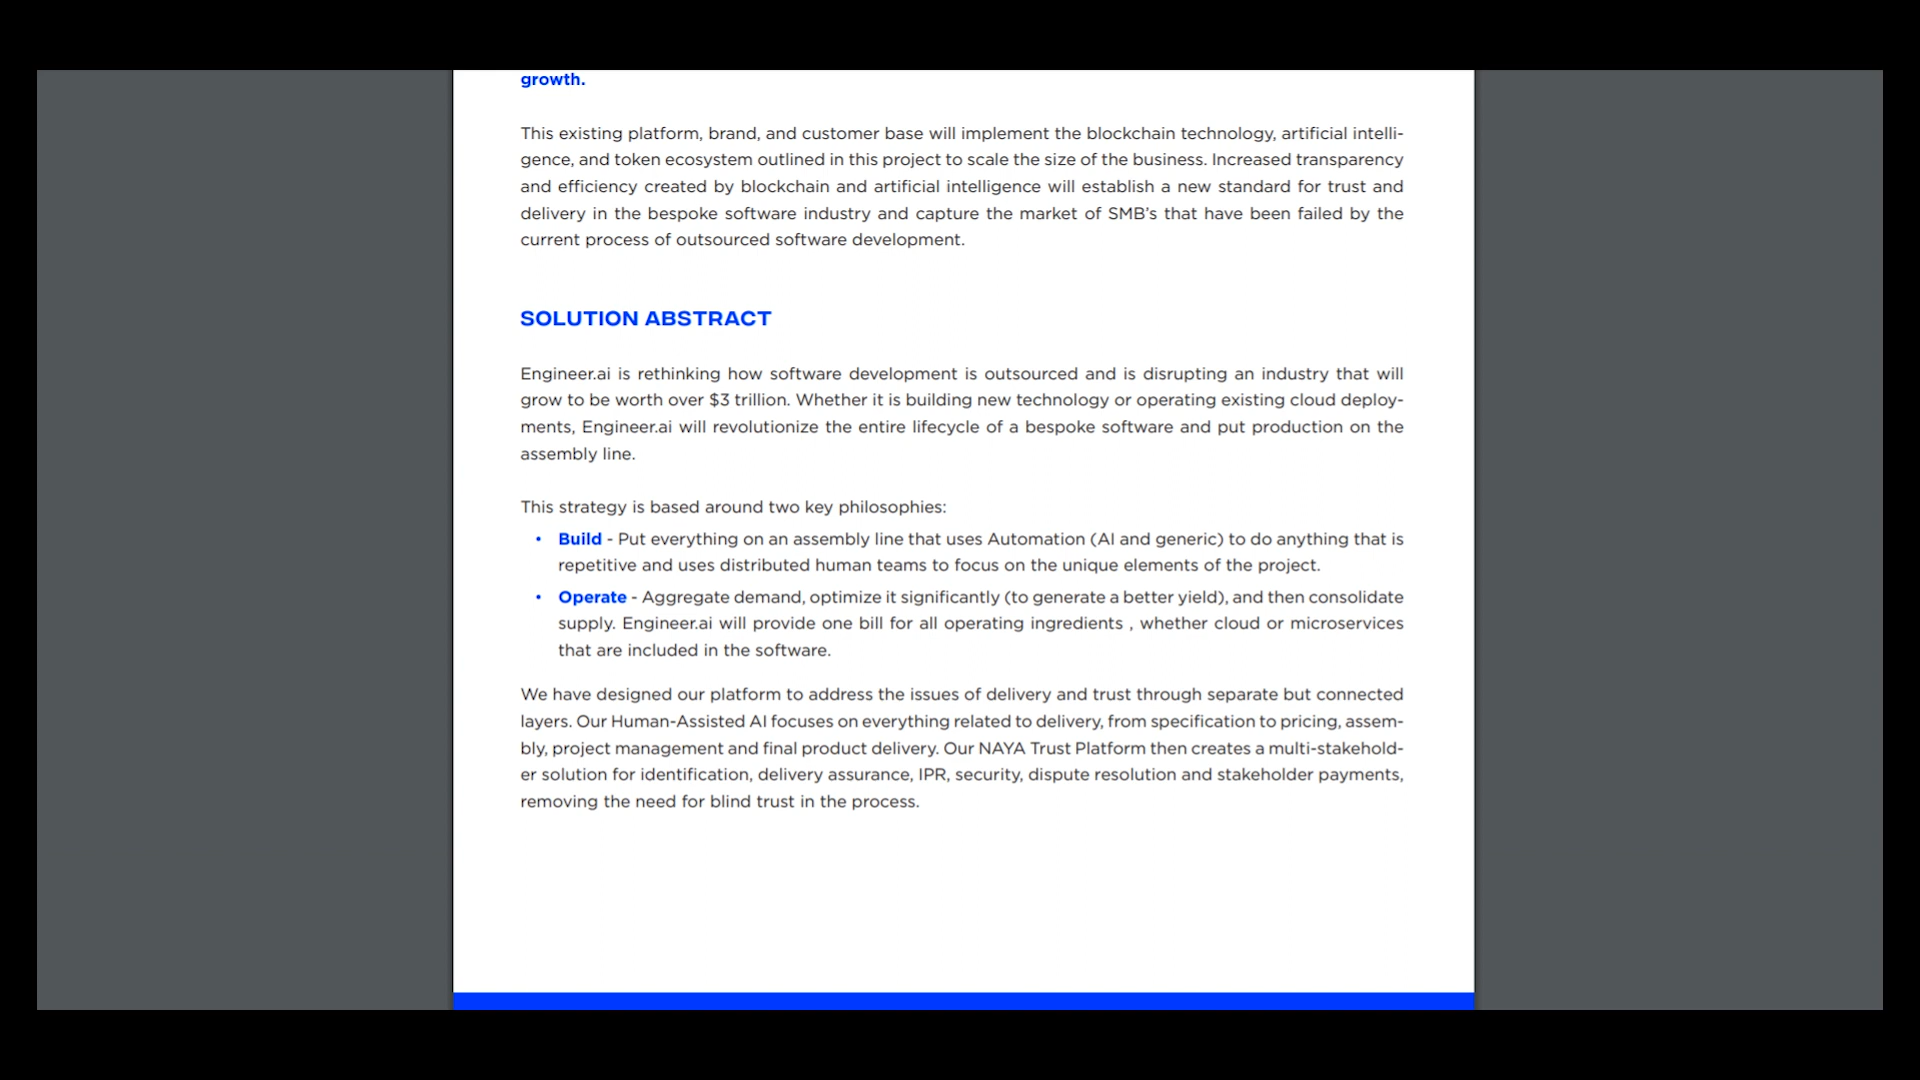 growth.
This existing platform, brand, and customer base will implement the blockchain technology, artificial intelli-
gence, and token ecosystem outlined in this project to scale the size of the business. Increased transparency
and efficiency created by blockchain and artificial intelligence will establish a new standard for trust and
delivery in the bespoke software industry and capture the market of SMB's that have been failed by the
current process of outsourced software development.
SOLUTION ABSTRACT
Engineer.ai is rethinking how software development is outsourced and is disrupting an industry that will
grow to be worth over $3 trillion. Whether it is building new technology or operating existing cloud deploy-
ments, Engineer.ai will revolutionize the entire lifecycle of a bespoke software and put production on the
assembly line.
This strategy is based around two key philosophies:
• Build - Put everything on an assembly line that uses Automation (AI and generic) to do anything that is
repetitive and uses distributed human teams to focus on the unique elements of the project.
• Operate - Aggregate demand, optimize it significantly (to generate a better yield), and then consolidate
supply. Engineer.ai will provide one bill for all operating ingredients , whether cloud or microservices
that are included in the software.
We have designed our platform to address the issues of delivery and trust through separate but connected
layers. Our Human-Assisted AI focuses on everything related to delivery, from specification to pricing, assem-
bly, project management and final product delivery. Our NAYA Trust Platform then creates a multi-stakehold-
er solution for identification, delivery assurance, IPR, security, dispute resolution and stakeholder payments,
removing the need for blind trust in the process.